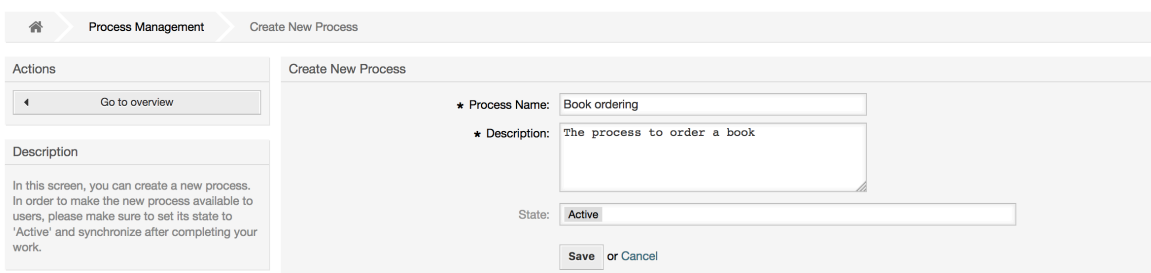 Process Management Create New Process
Actions
Go to overview
Description
In this screen, you can create a new process.
In order to make the new process available to
users, please make sure to set its state to
'Active' and synchronize after completing your
work.
Create New Process
★ Process Name: Book ordering
★ Description: The process to order a book
State: Active
Save or Cancel